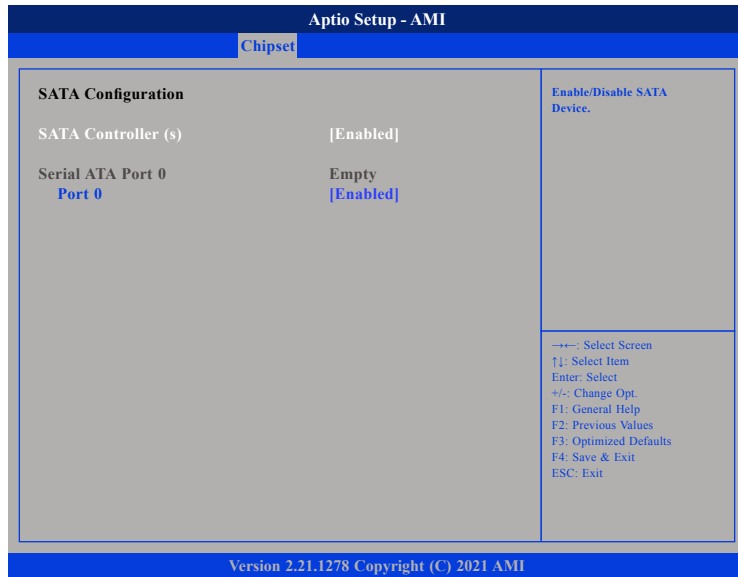 Aptio Setup - AMI
Chipset
SATA Configuration
SATA Controller (s) [Enabled]
Serial ATA Port 0 Empty
Port 0 [Enabled]
Enable/Disable SATA
Device.
→←: Select Screen
↑↓: Select Item
Enter: Select
+/-: Change Opt.
F1: General Help
F2: Previous Values
F3: Optimized Defaults
F4: Save & Exit
ESC: Exit
Version 2.21.1278 Copyright (C) 2021 AMI